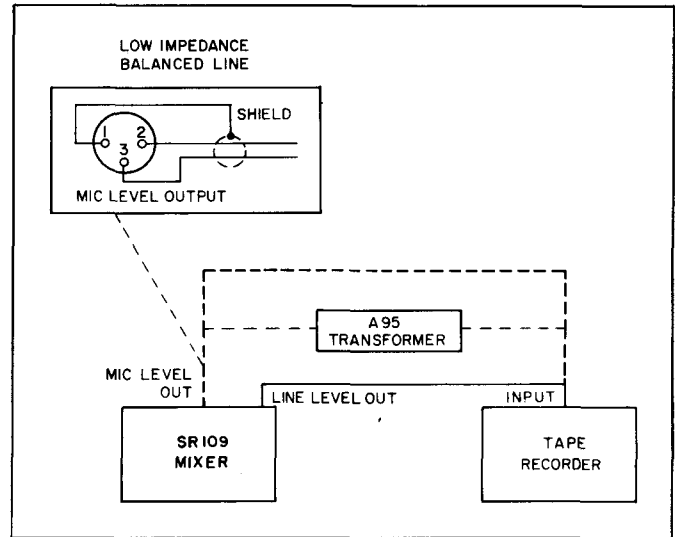 LOW IMPEDANCE
BALANCED LINE
SHIELD
1 2
3
MIC LEVEL OUTPUT
A95
TRANSFORMER
MIC LEVEL
OUT
LINE LEVEL OUT
INPUT
SR109
MIXER
TAPE
RECORDER